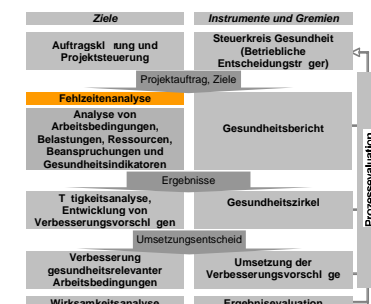 Ziele
Instrumente und Gremien
Auftragskl rung und
Projektsteuerung
Steuerkreis Gesundheit
(Betriebliche
Entscheidungstr ger)
Projektauftrag, Ziele
Fehlzeitenanalyse
Analyse von
Arbeitsbedingungen,
Belastungen, Ressourcen,
Beanspruchungen und
Gesundheitsindikatoren
Gesundheitsbericht
Ergebnisse
T tigkeitsanalyse,
Entwicklung von
Verbesserungsvorschl gen
Gesundheitszirkel
Umsetzungsentscheid
Verbesserung
gesundheitsrelevanter
Arbeitsbedingungen
Umsetzung der
Verbesserungsvorschl ge
Wirksamkeitsanalyse
Ergebnisevaluation
Prozessevaluation